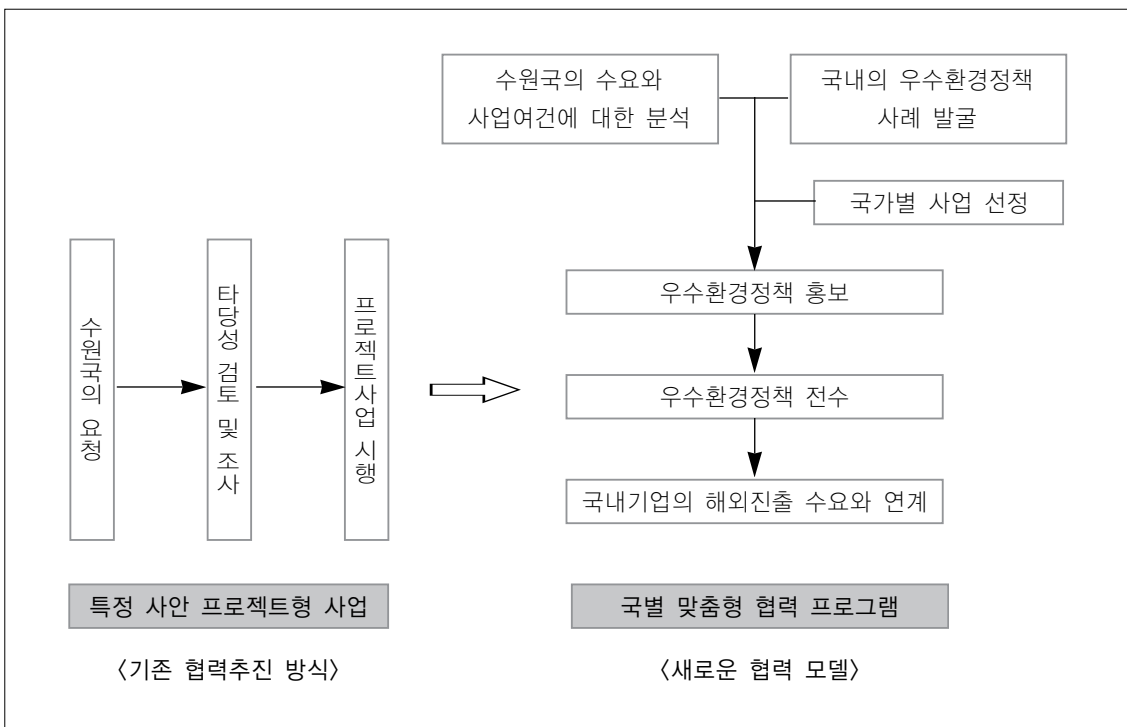 수원국의 요청
타당성 검토 및 조사
프로젝트사업 시행
특정 사안 프로젝트형 사업
〈기존 협력추진 방식〉
수원국의 수요와
사업여건에 대한 분석
국내의 우수환경정책
사례 발굴
국가별 사업 선정
우수환경정책 홍보
우수환경정책 전수
국내기업의 해외진출 수요와 연계
국별 맞춤형 협력 프로그램
〈새로운 협력 모델〉